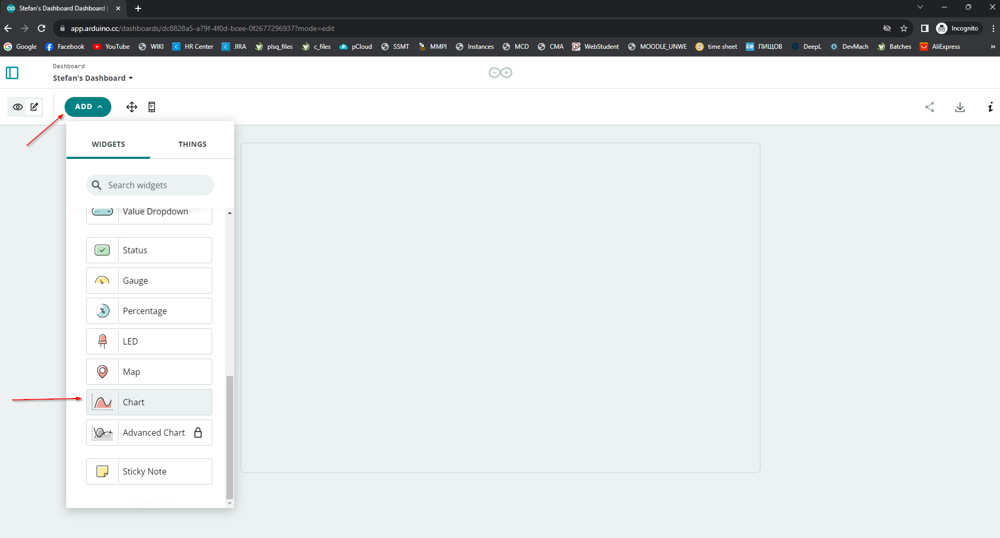 Stefan's Dashboard Dashboard |
app.arduino.cc/dashboards/dc8828a5-a79f-4f0d-bcee-0f2677296937?mode=edit
Incognito
Google Facebook YouTube WIKI HR Center JIRA plsq_files c_files pCloud SSMT MMPI Instances MCD CMA WebStudent MOODLE_UNWE time sheet ПИЩОВ DeepL DevMach Batches AliExpress »
Dashboard
Stefan's Dashboard
ADD
WIDGETS THINGS
Search widgets
Value Dropdown
Status
Gauge
Percentage
LED
Map
Chart
Advanced Chart
Sticky Note